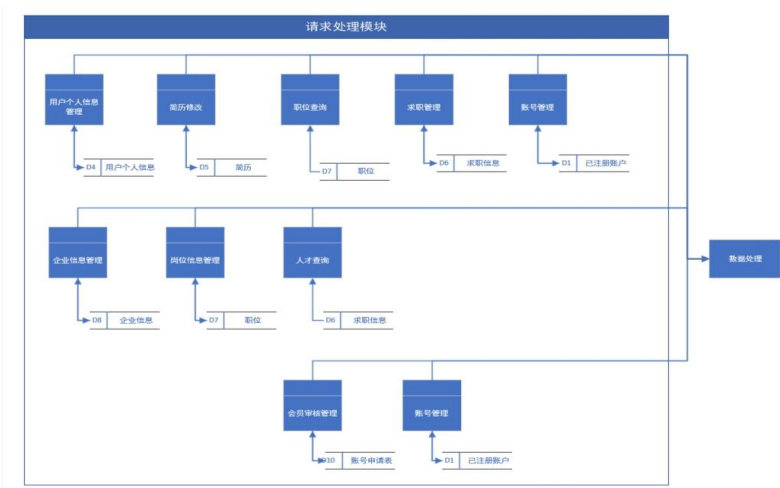 请求处理模块
用户个人信息
管理
简历修改
职位查询
求职管理
账号管理
D4 用户个人信息
D5 简历
D7 职位
D6 求职信息
D1 已注册账户
企业信息管理
岗位信息管理
人才查询
数据处理
D8 企业信息
D7 职位
D6 求职信息
会员审核管理
账号管理
D10 账号申请表
D1 已注册账户